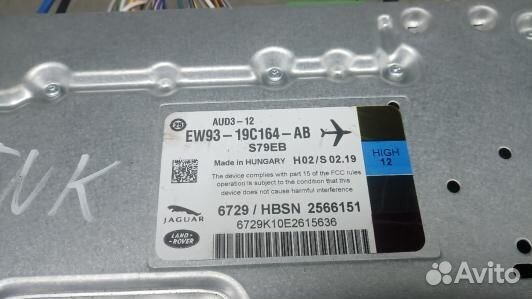 AUD3-12
EW93-19C164-AB
S79EB
Made in HUNGARY H02/S 02.19
The device complies with part 15 of the FCC rules
operation is subject to the condition that this
device does not cause harmful interference.
HIGH
12
6729/HBSN 2566151
6729K10E2615636
JAGUAR
LAND-
ROVER
UK
Avito